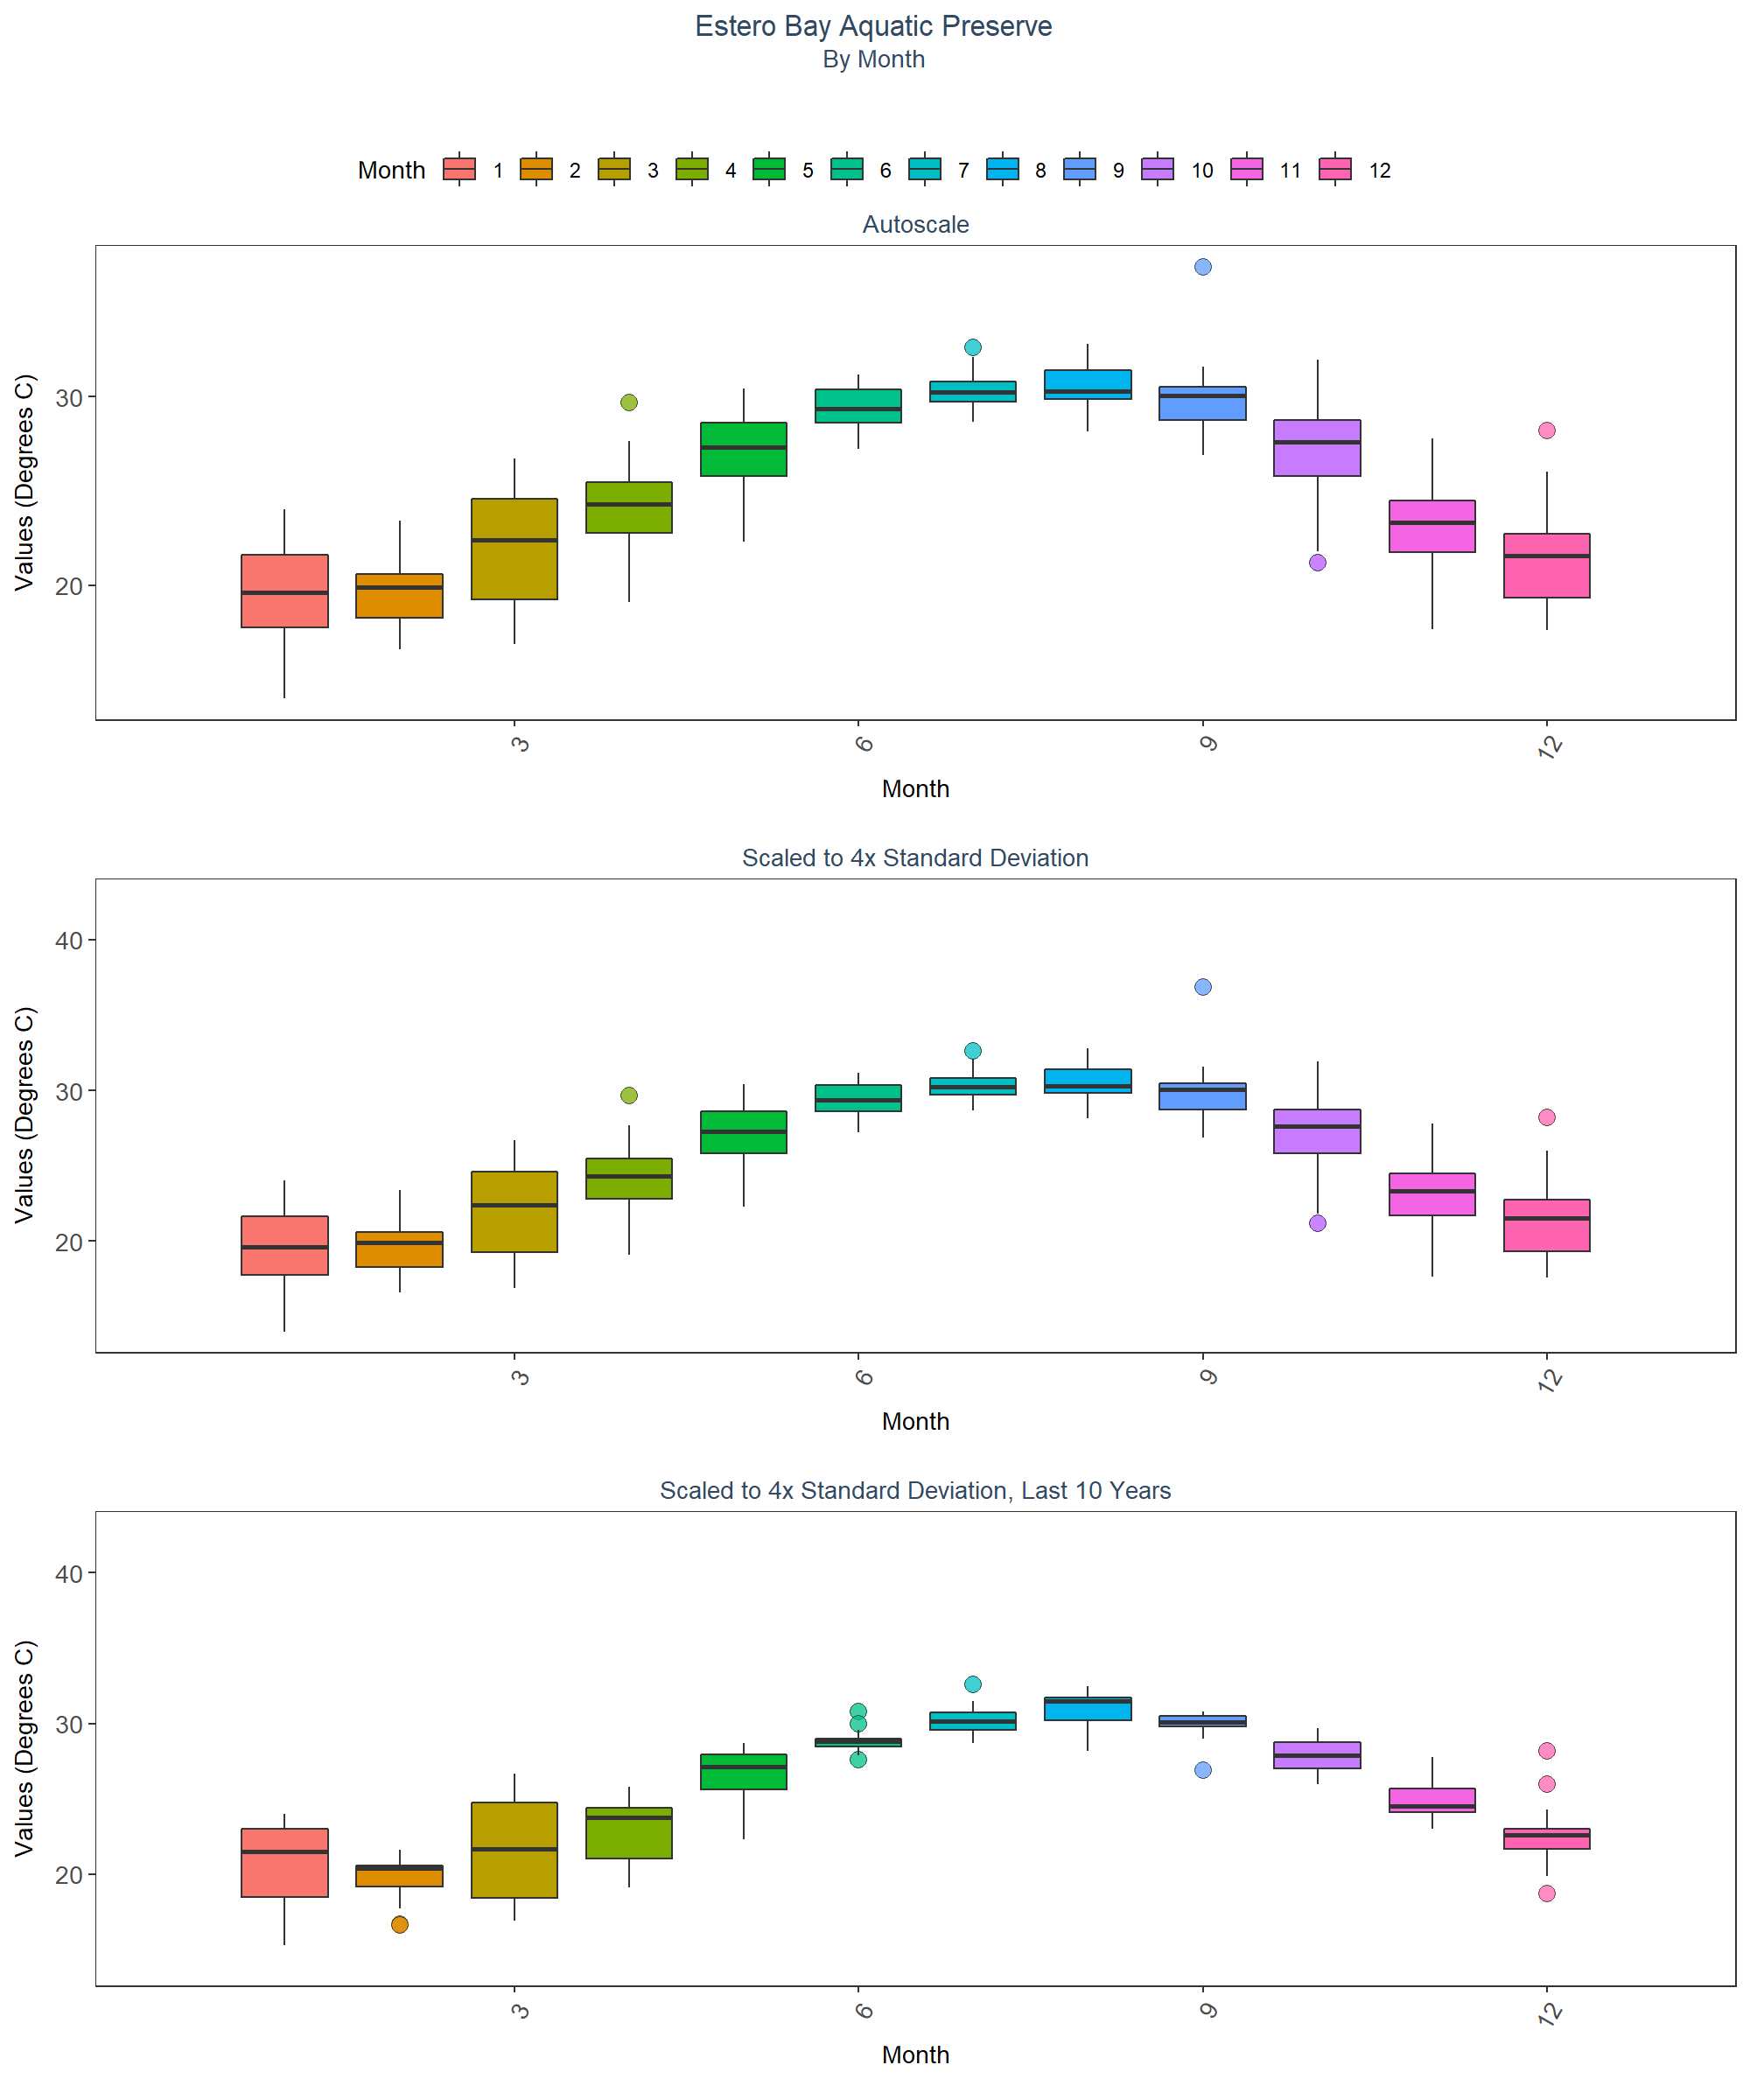 Estero Bay Aquatic Preserve
By Month
Month 1 2 3 4 5 6 7 8 9 10 11 12
Autoscale
Values (Degrees C)
30
20
3 6 9 12
Month
Scaled to 4x Standard Deviation
Values (Degrees C)
40
30
20
3 6 9 12
Month
Scaled to 4x Standard Deviation, Last 10 Years
Values (Degrees C)
40
30
20
3 6 9 12
Month